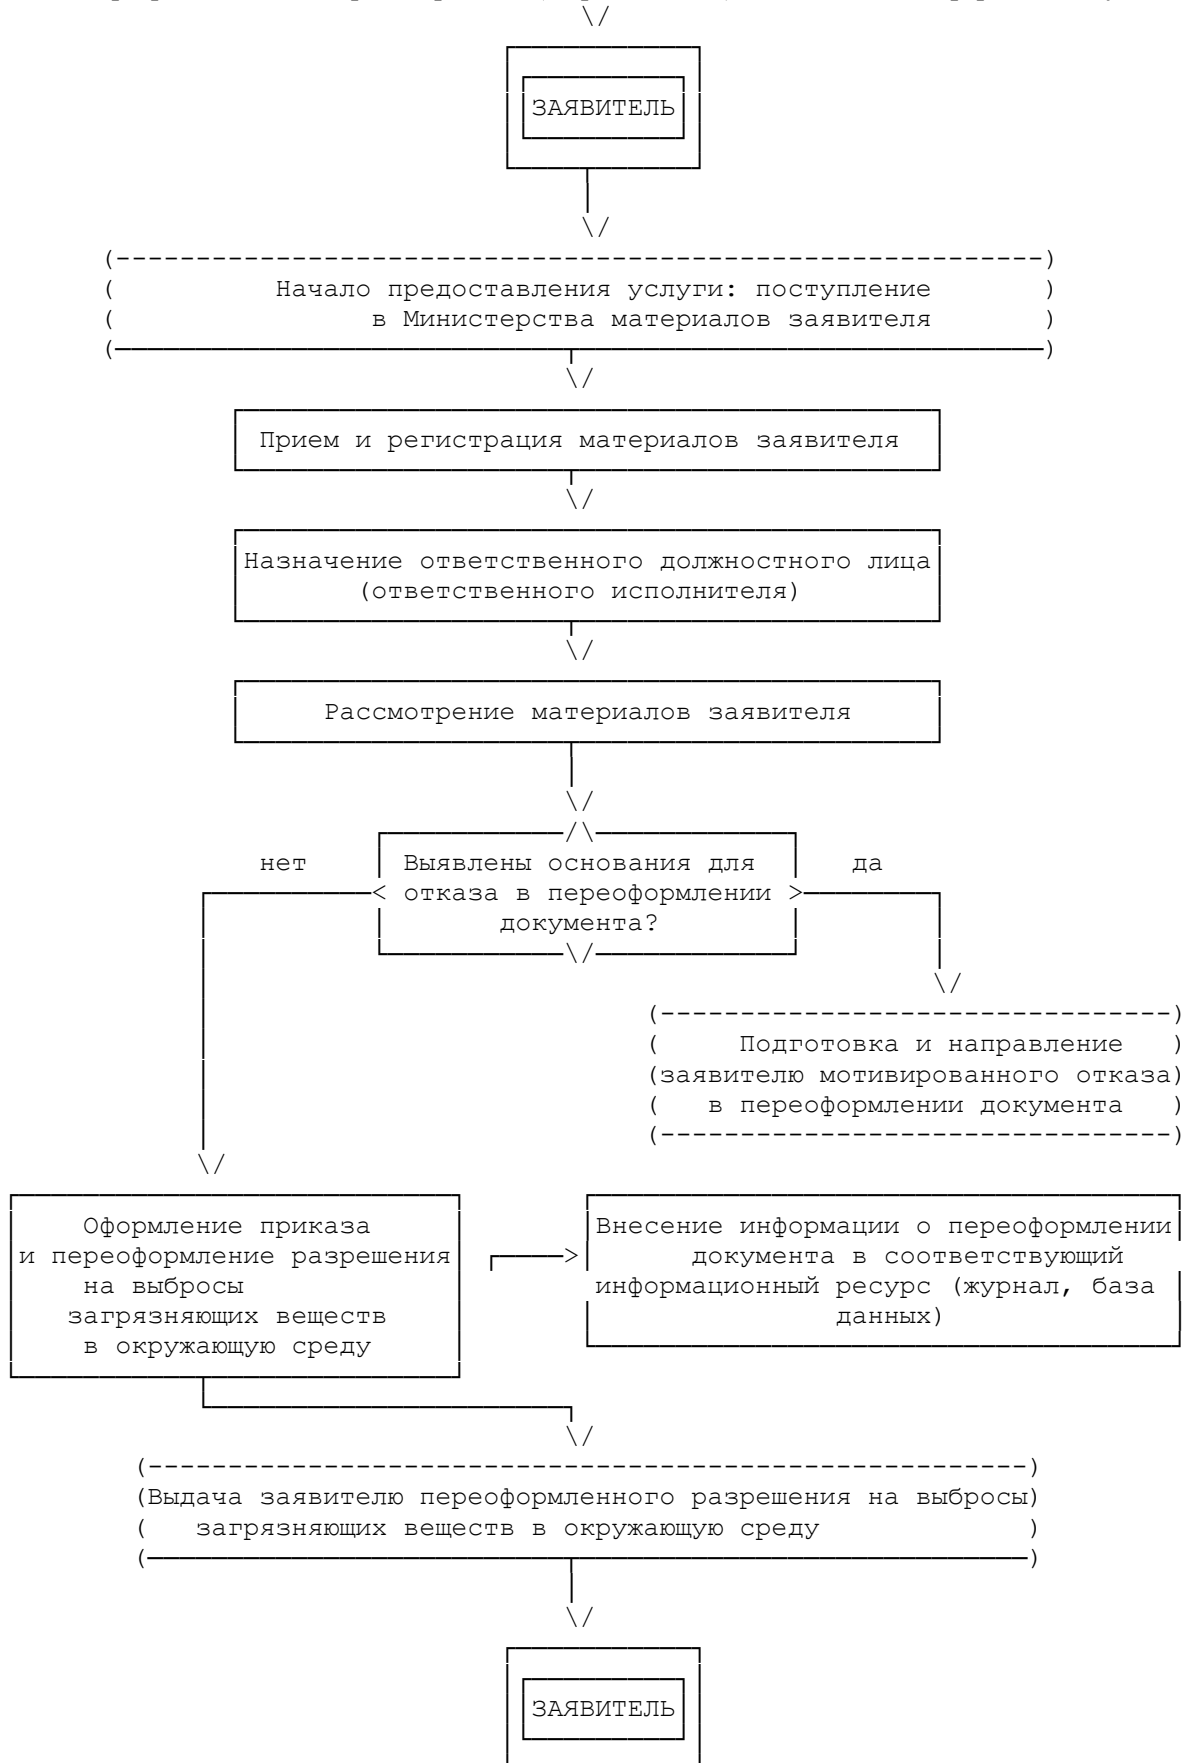 ЗАЯВИТЕЛЬ
Начало предоставления услуги: поступление
в Министерства материалов заявителя
Прием и регистрация материалов заявителя
Назначение ответственного должностного лица
(ответственного исполнителя)
Рассмотрение материалов заявителя
нет
Выявлены основания для
отказа в переоформлении
документа?
да
Подготовка и направление
заявителю мотивированного отказа
в переоформлении документа
Оформление приказа
и переоформление разрешения
на выбросы
загрязняющих веществ
в окружающую среду
Внесение информации о переоформлении
документа в соответствующий
информационный ресурс (журнал, база
данных)
Выдача заявителю переоформленного разрешения на выбросы
загрязняющих веществ в окружающую среду
ЗАЯВИТЕЛЬ